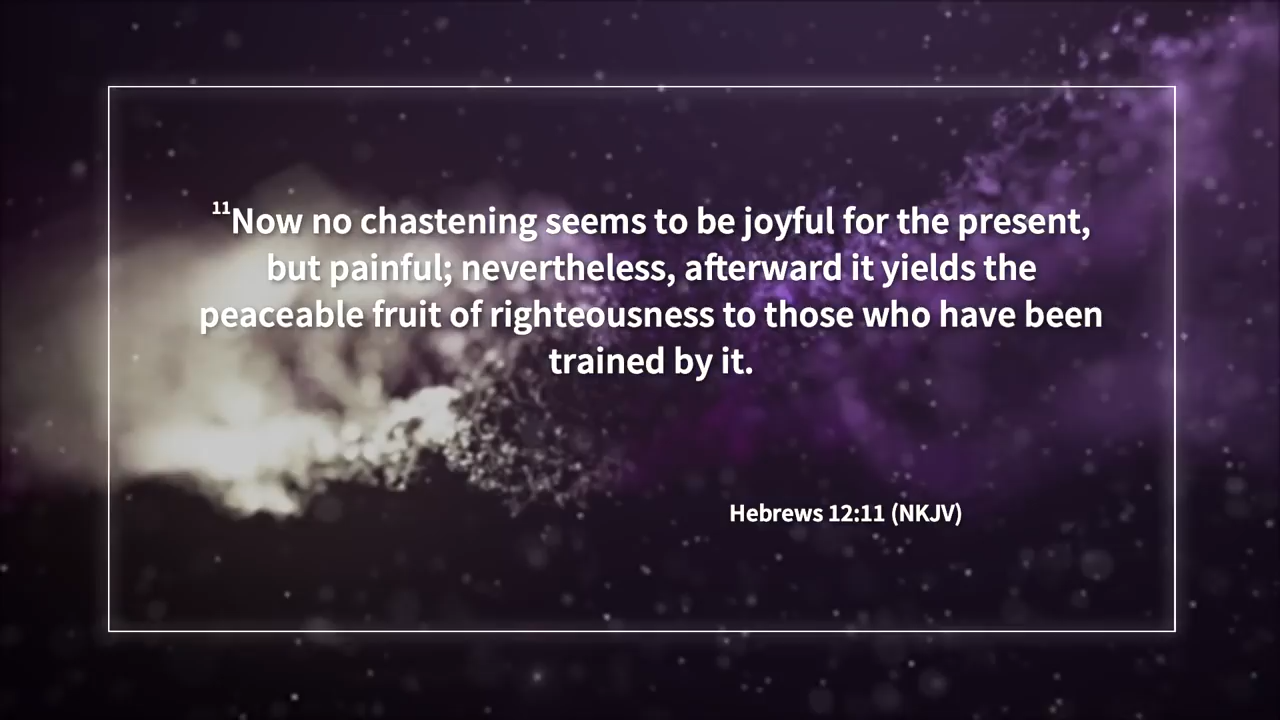 ¹¹Now no chastening seems to be joyful for the present,
but painful; nevertheless, afterward it yields the
peaceable fruit of righteousness to those who have been
trained by it.
Hebrews 12:11 (NKJV)